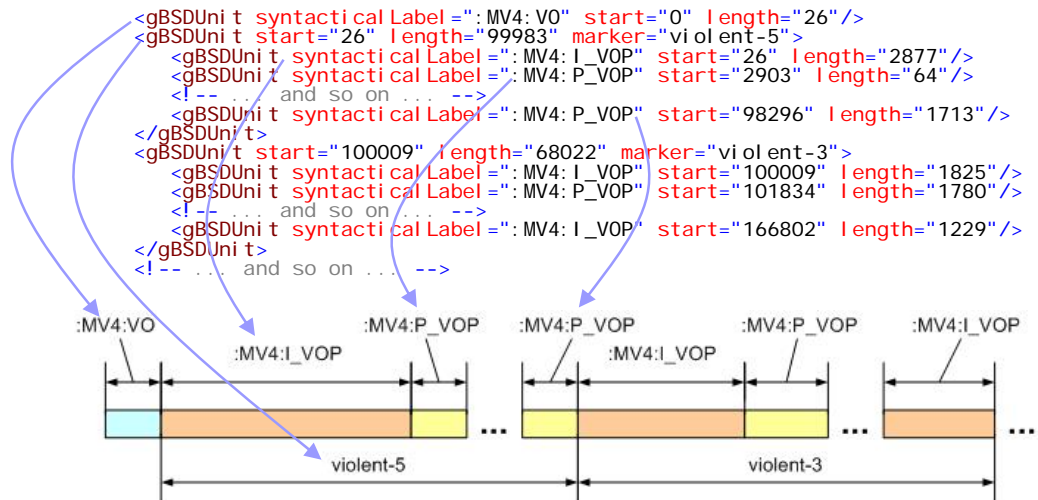 <gBSDUnit syntacticalLabel=":MV4:VO" start="0" length="26"/>
<gBSDUnit start="26" length="99983" marker="violent-5">
<gBSDUnit syntacticalLabel=":MV4:I_VOP" start="26" length="2877"/>
<gBSDUnit syntacticalLabel=":MV4:P_VOP" start="2903" length="64"/>
<!-- ... and so on ... -->
<gBSDUnit syntacticalLabel=":MV4:P_VOP" start="98296" length="1713"/>
</gBSDUnit>
<gBSDUnit start="100009" length="68022" marker="violent-3">
<gBSDUnit syntacticalLabel=":MV4:I_VOP" start="100009" length="1825"/>
<gBSDUnit syntacticalLabel=":MV4:P_VOP" start="101834" length="1780"/>
<!-- ... and so on ... -->
<gBSDUnit syntacticalLabel=":MV4:I_VOP" start="166802" length="1229"/>
</gBSDUnit>
<!-- ... and so on ... -->
:MV4:VO :MV4:P_VOP :MV4:P_VOP :MV4:P_VOP :MV4:I_VOP
:MV4:I_VOP :MV4:I_VOP
... ... ...
violent-5 violent-3